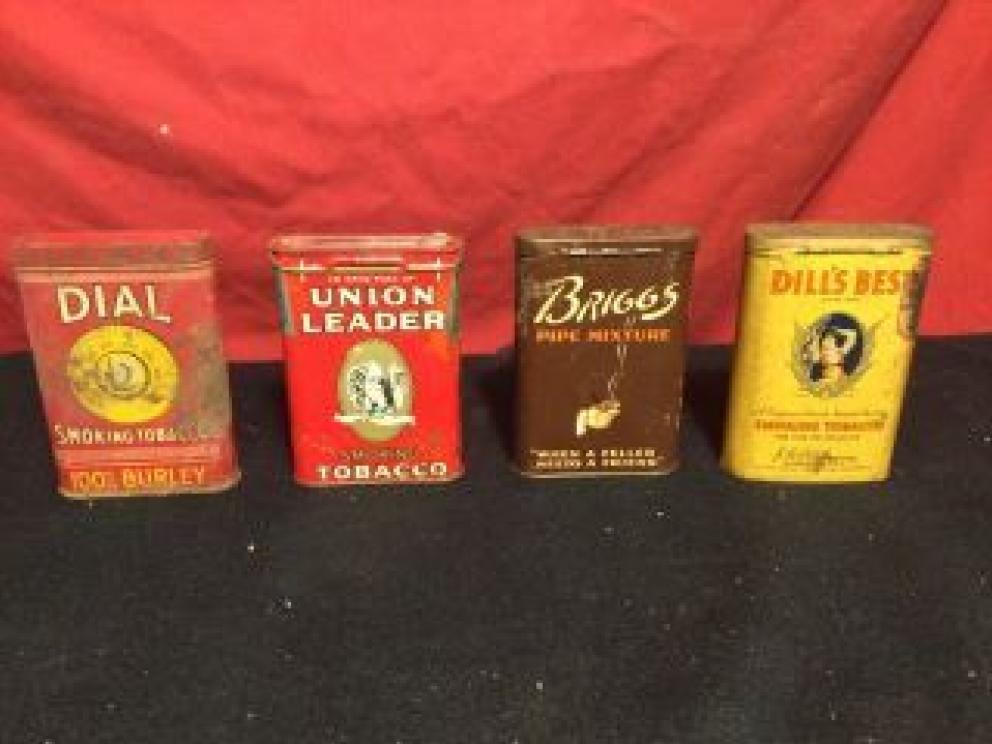 DIAL
SMOKING TOBACCO
100% BURLEY
UNION
LEADER
SMOKING
TOBACCO
BRIGGS
PIPE MIXTURE
"WHEN A FELLER
NEEDS A FRIEND"
DILL'S BEST
SMOKING TOBACCO